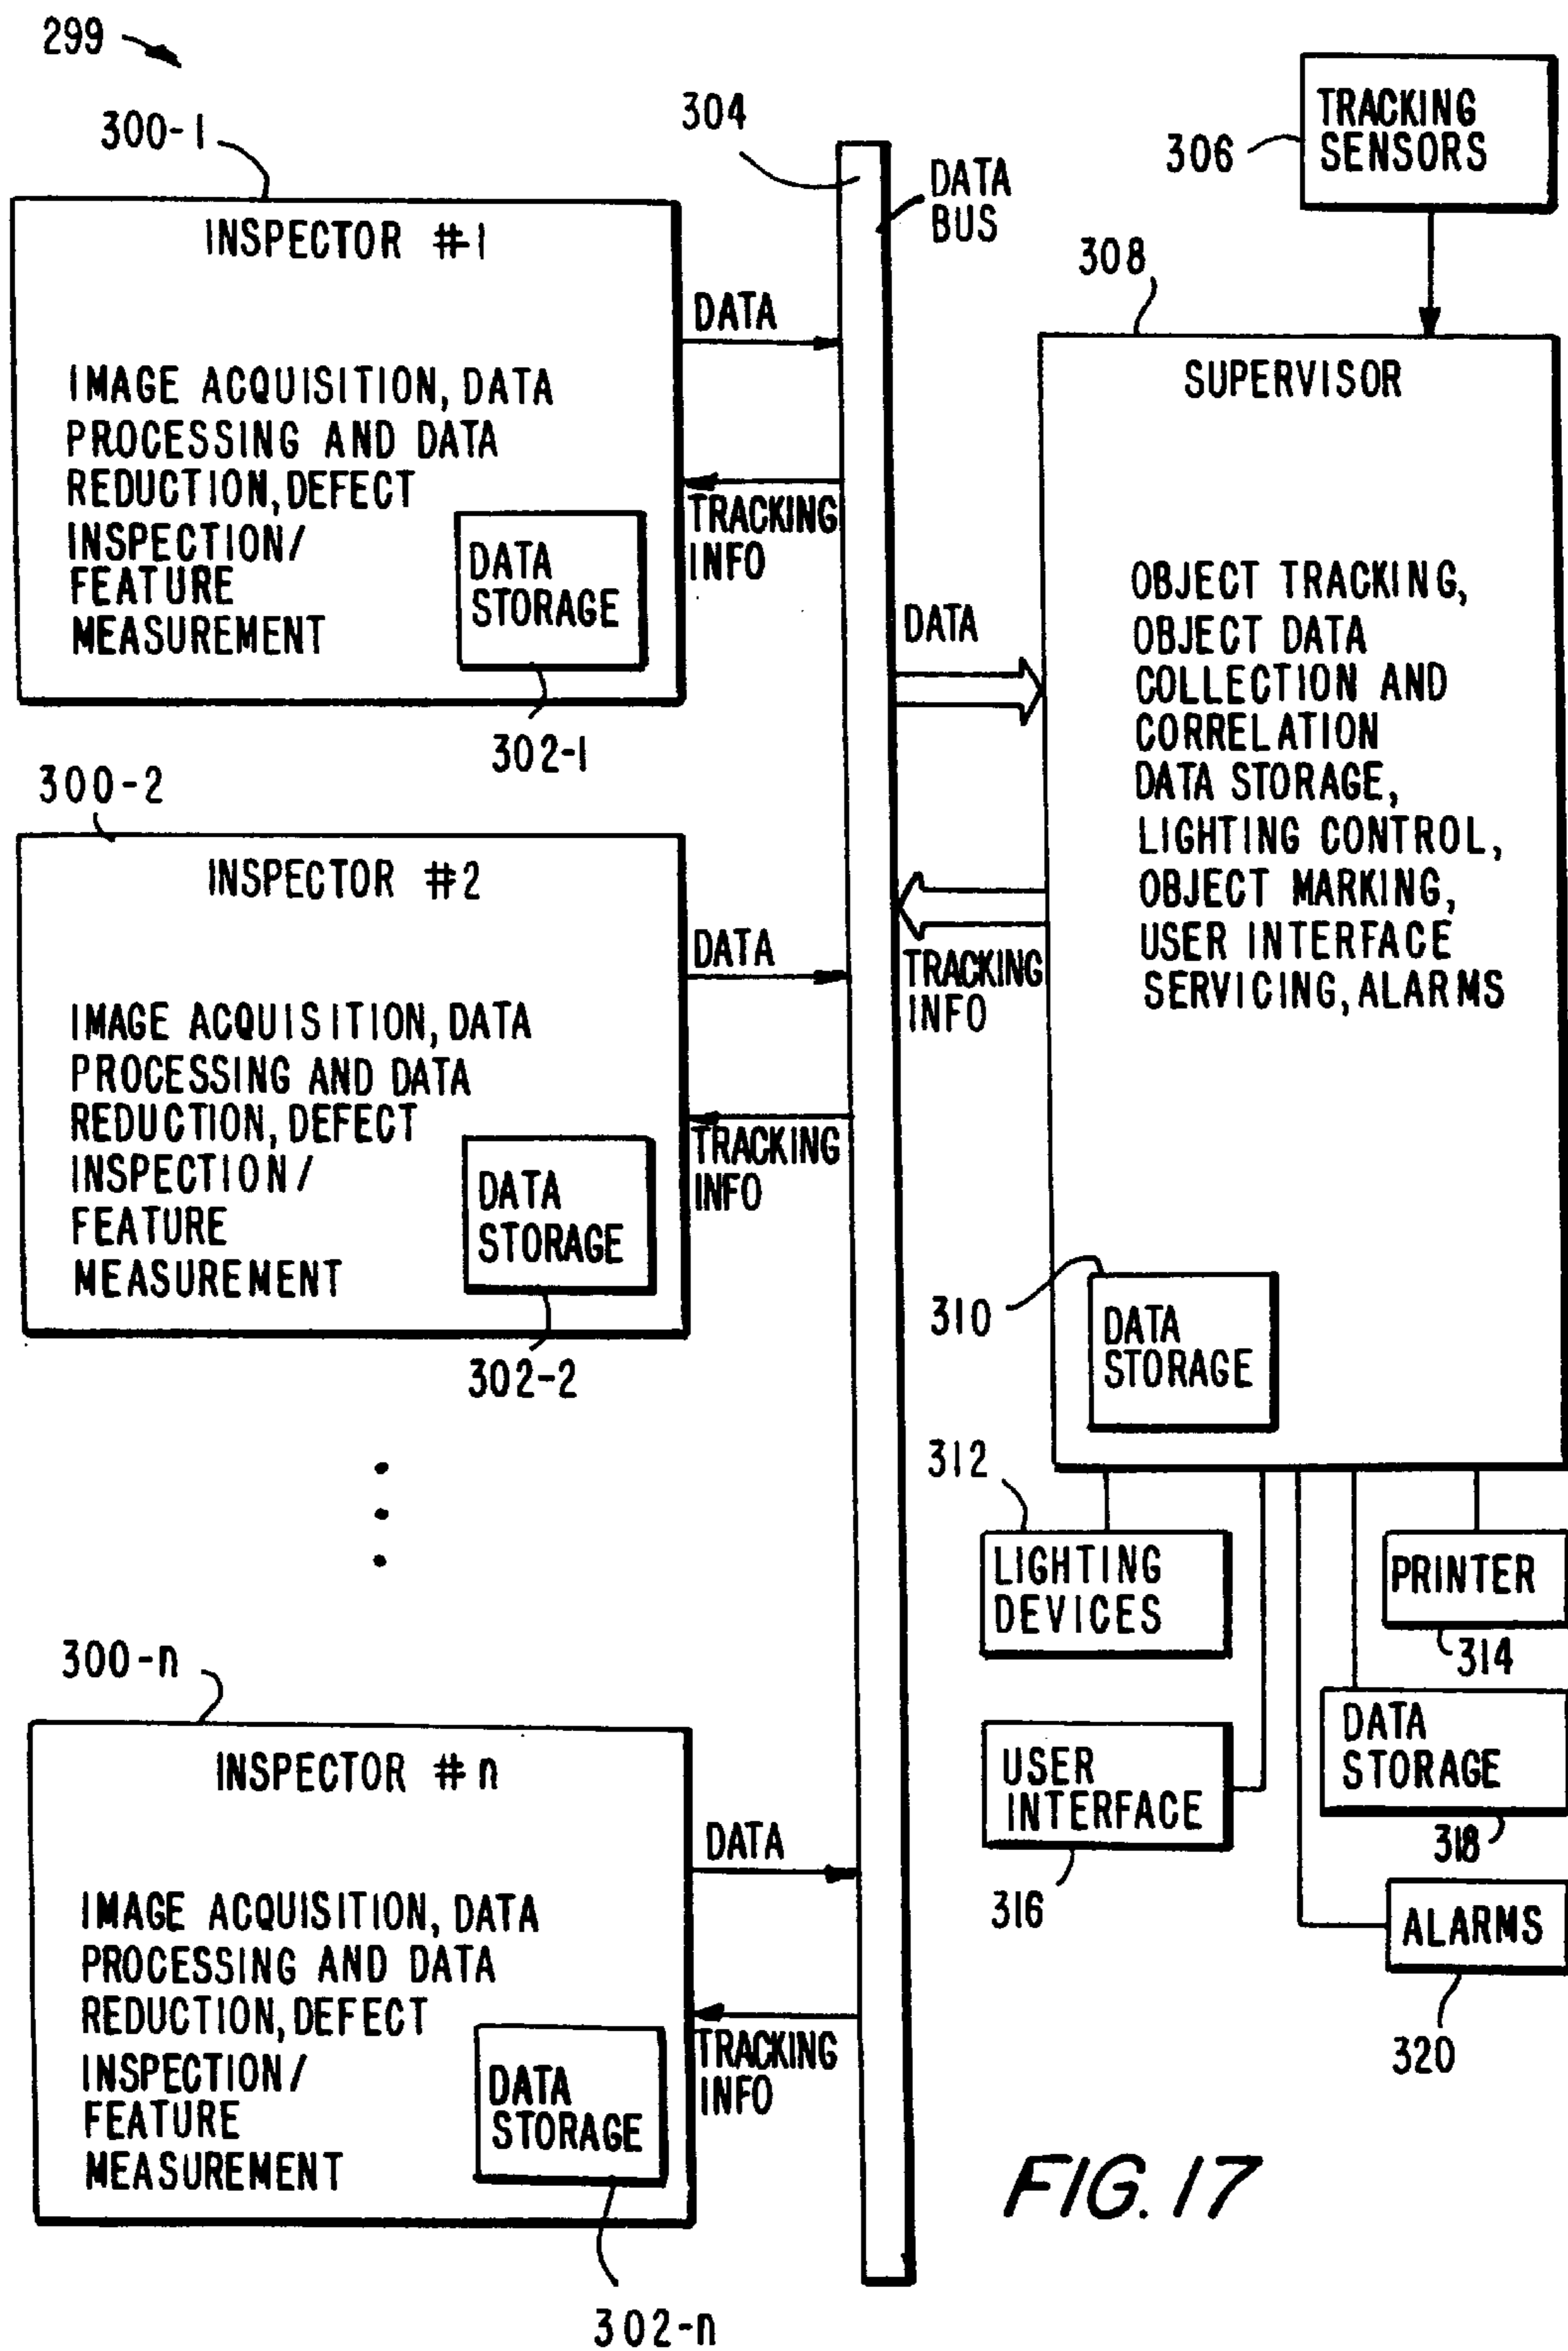 299
300-1
INSPECTOR #1
IMAGE ACQUISITION, DATA
PROCESSING AND DATA
REDUCTION, DEFECT
INSPECTION/
FEATURE
MEASUREMENT
DATA
STORAGE
302-1
DATA
TRACKING
INFO
304
DATA
BUS
306
TRACKING
SENSORS
308
SUPERVISOR
OBJECT TRACKING,
OBJECT DATA
COLLECTION AND
CORRELATION
DATA STORAGE,
LIGHTING CONTROL,
OBJECT MARKING,
USER INTERFACE
SERVICING, ALARMS
DATA
TRACKING
INFO
300-2
INSPECTOR #2
IMAGE ACQUISITION, DATA
PROCESSING AND DATA
REDUCTION, DEFECT
INSPECTION/
FEATURE
MEASUREMENT
DATA
STORAGE
302-2
DATA
TRACKING
INFO
310
DATA
STORAGE
312
LIGHTING
DEVICES
PRINTER
314
USER
INTERFACE
316
DATA
STORAGE
318
ALARMS
320
300-n
INSPECTOR #n
IMAGE ACQUISITION, DATA
PROCESSING AND DATA
REDUCTION, DEFECT
INSPECTION/
FEATURE
MEASUREMENT
DATA
STORAGE
302-n
DATA
TRACKING
INFO
FIG. 17